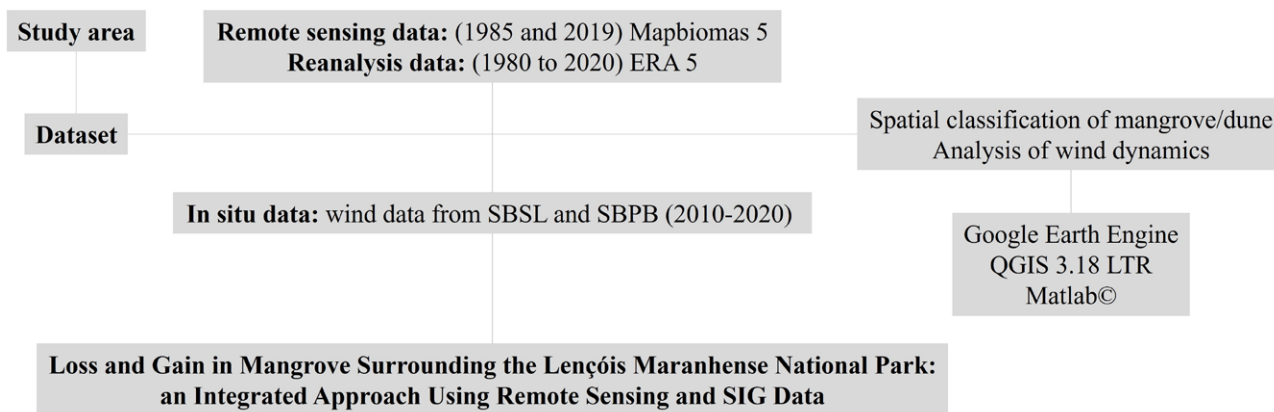 Study area
Remote sensing data: (1985 and 2019) Mapbiomas 5
Reanalysis data: (1980 to 2020) ERA 5
Dataset
Spatial classification of mangrove/dune
Analysis of wind dynamics
In situ data: wind data from SBSL and SBPB (2010-2020)
Google Earth Engine
QGIS 3.18 LTR
Matlab©
Loss and Gain in Mangrove Surrounding the Lençóis Maranhense National Park:
an Integrated Approach Using Remote Sensing and SIG Data